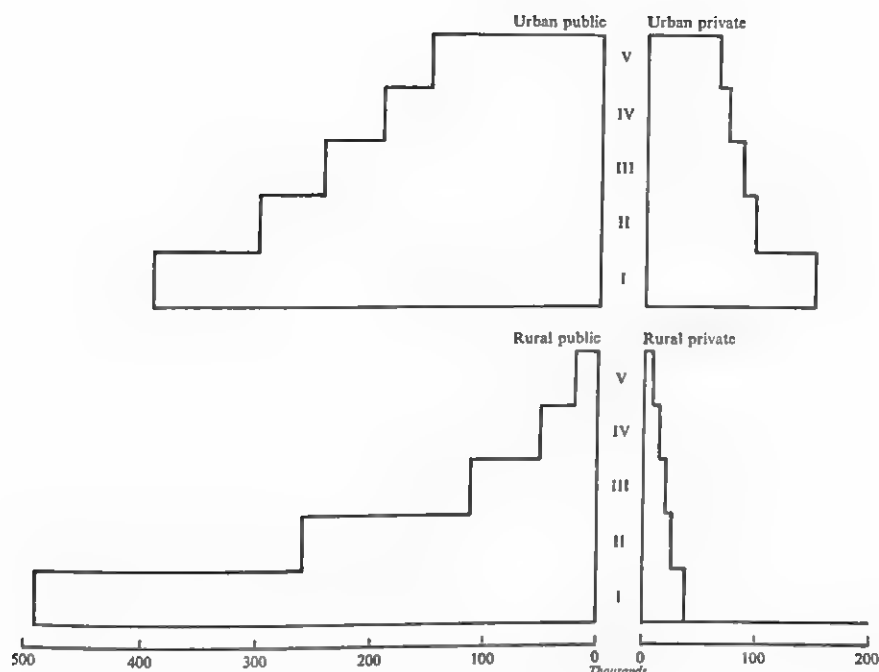 Urban public Urban private
V
IV
III
II
I
Rural public Rural private
V
IV
III
II
I
500 400 300 200 100 0 0 100 200
Thousands